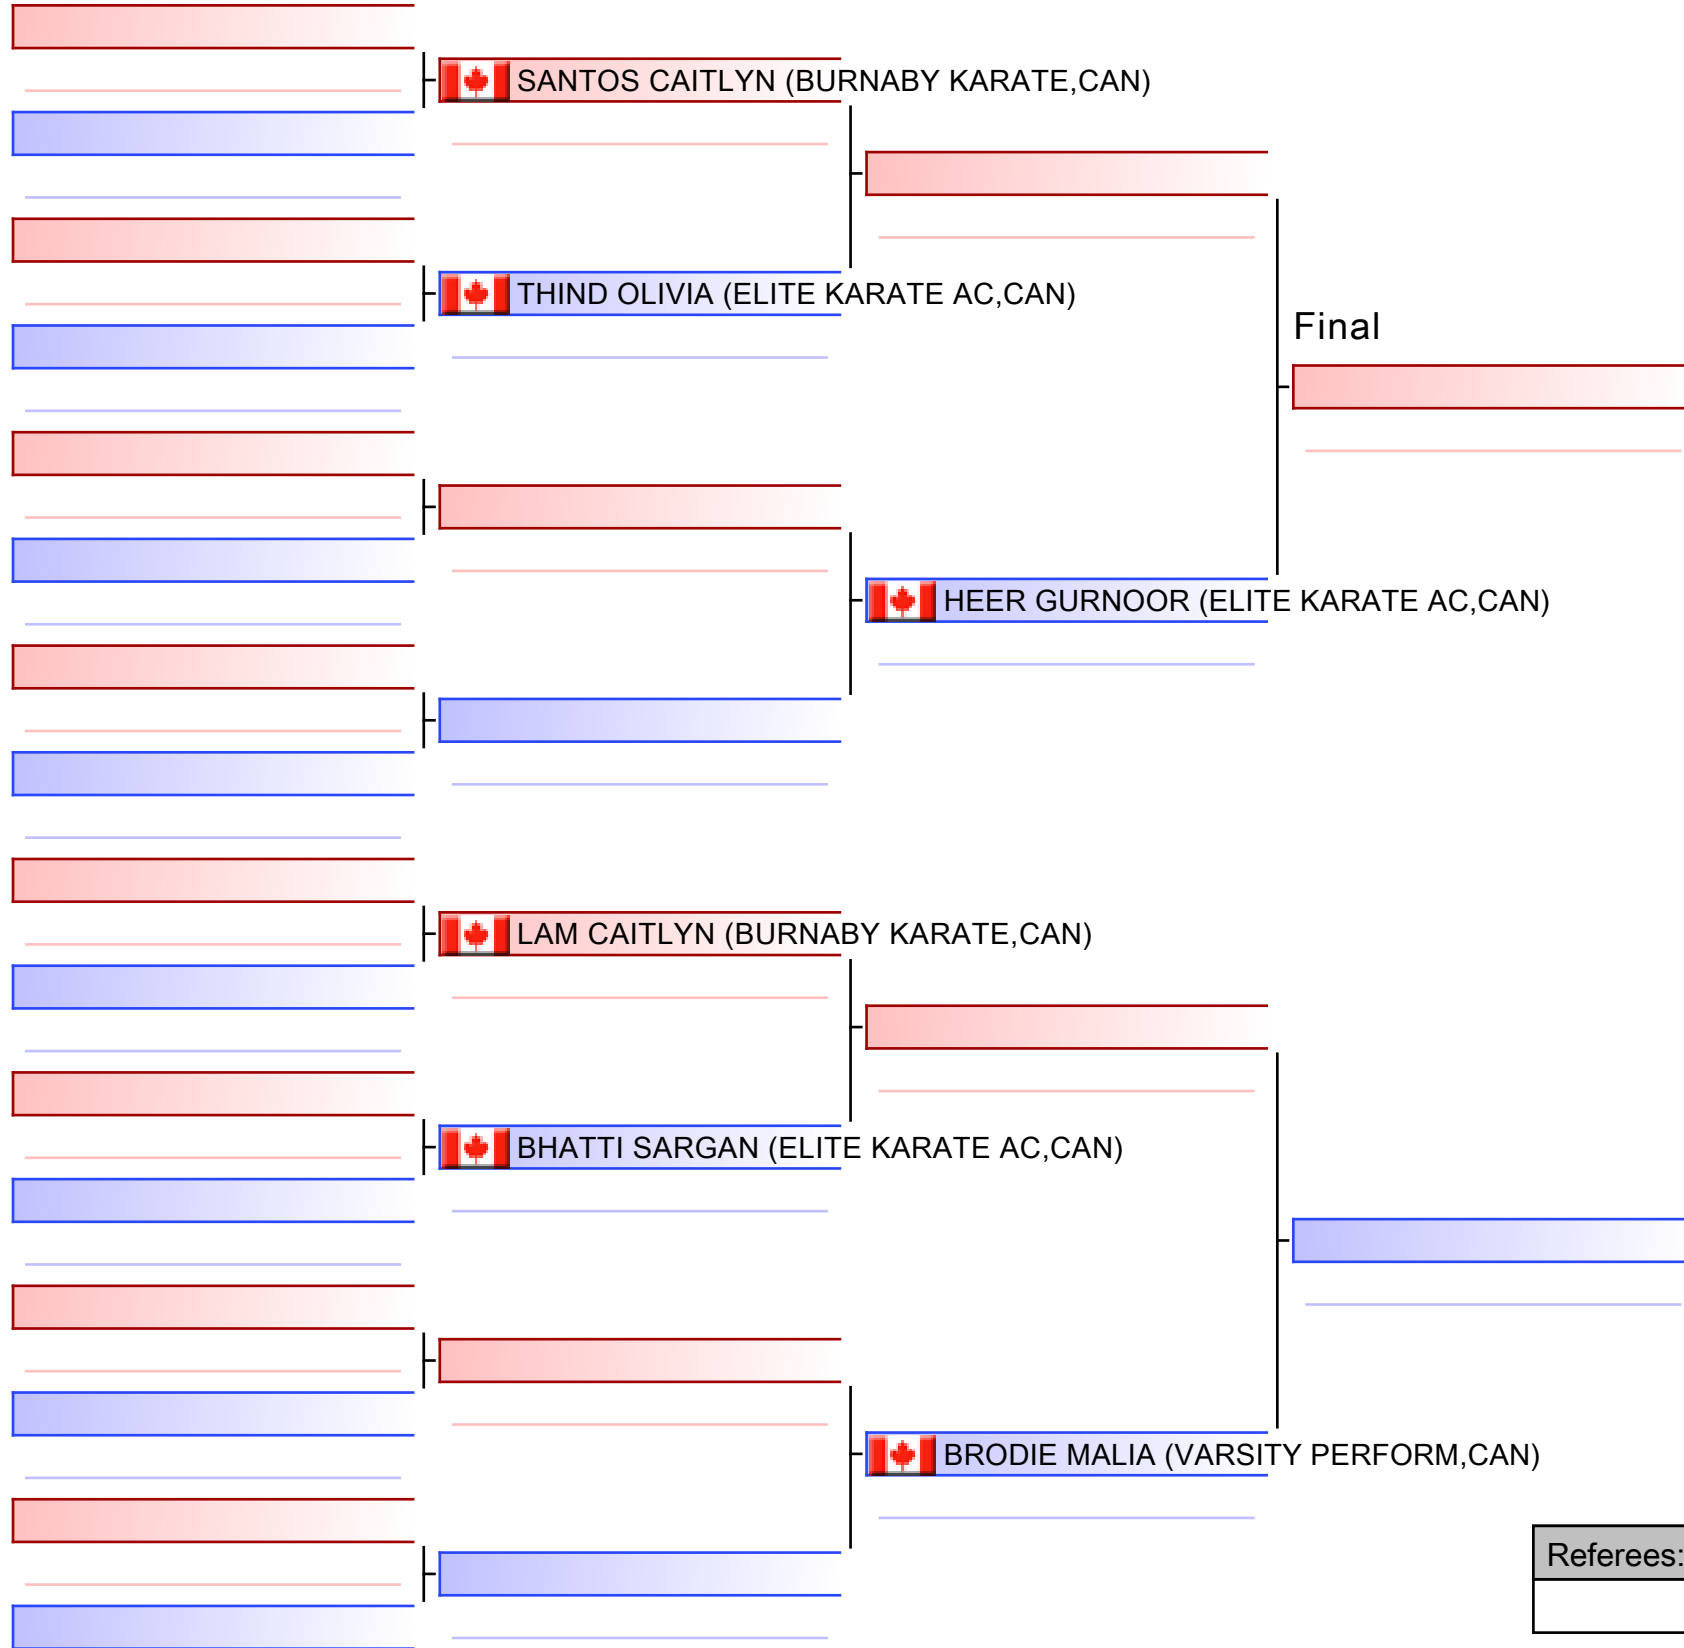 SANTOS CAITLYN (BURNABY KARATE,CAN)
THIND OLIVIA (ELITE KARATE AC,CAN)
Final
HEER GURNOOR (ELITE KARATE AC,CAN)
LAM CAITLYN (BURNABY KARATE,CAN)
BHATTI SARGAN (ELITE KARATE AC,CAN)
BRODIE MALIA (VARSITY PERFORM,CAN)
Referees: